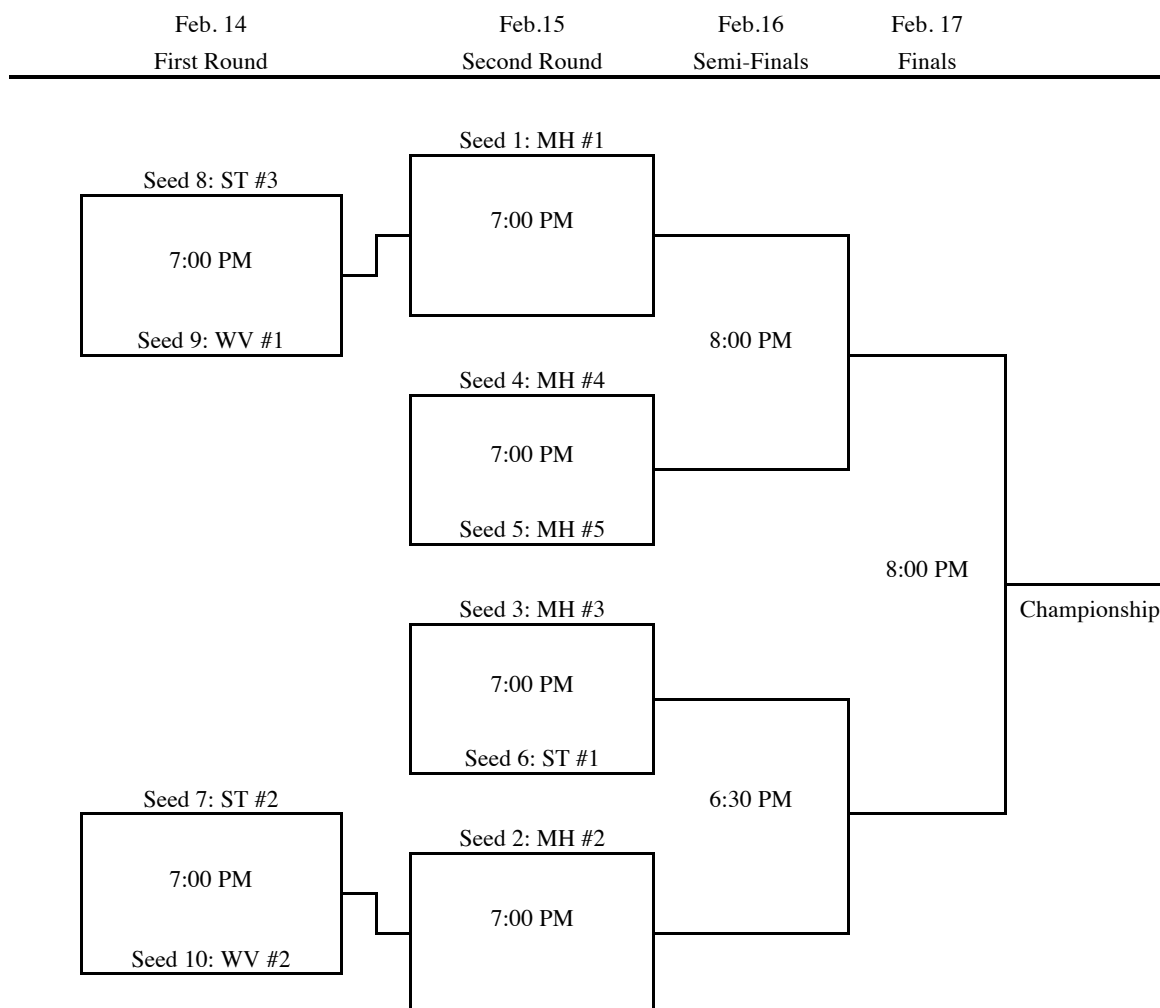 Feb. 14
First Round
Feb.15
Second Round
Feb.16
Semi-Finals
Feb. 17
Finals
Seed 1: MH #1
Seed 8: ST #3
7:00 PM
7:00 PM
Seed 9: WV #1
8:00 PM
Seed 4: MH #4
7:00 PM
Seed 5: MH #5
8:00 PM
Seed 3: MH #3
Championship
7:00 PM
Seed 6: ST #1
Seed 7: ST #2
6:30 PM
Seed 2: MH #2
7:00 PM
7:00 PM
Seed 10: WV #2